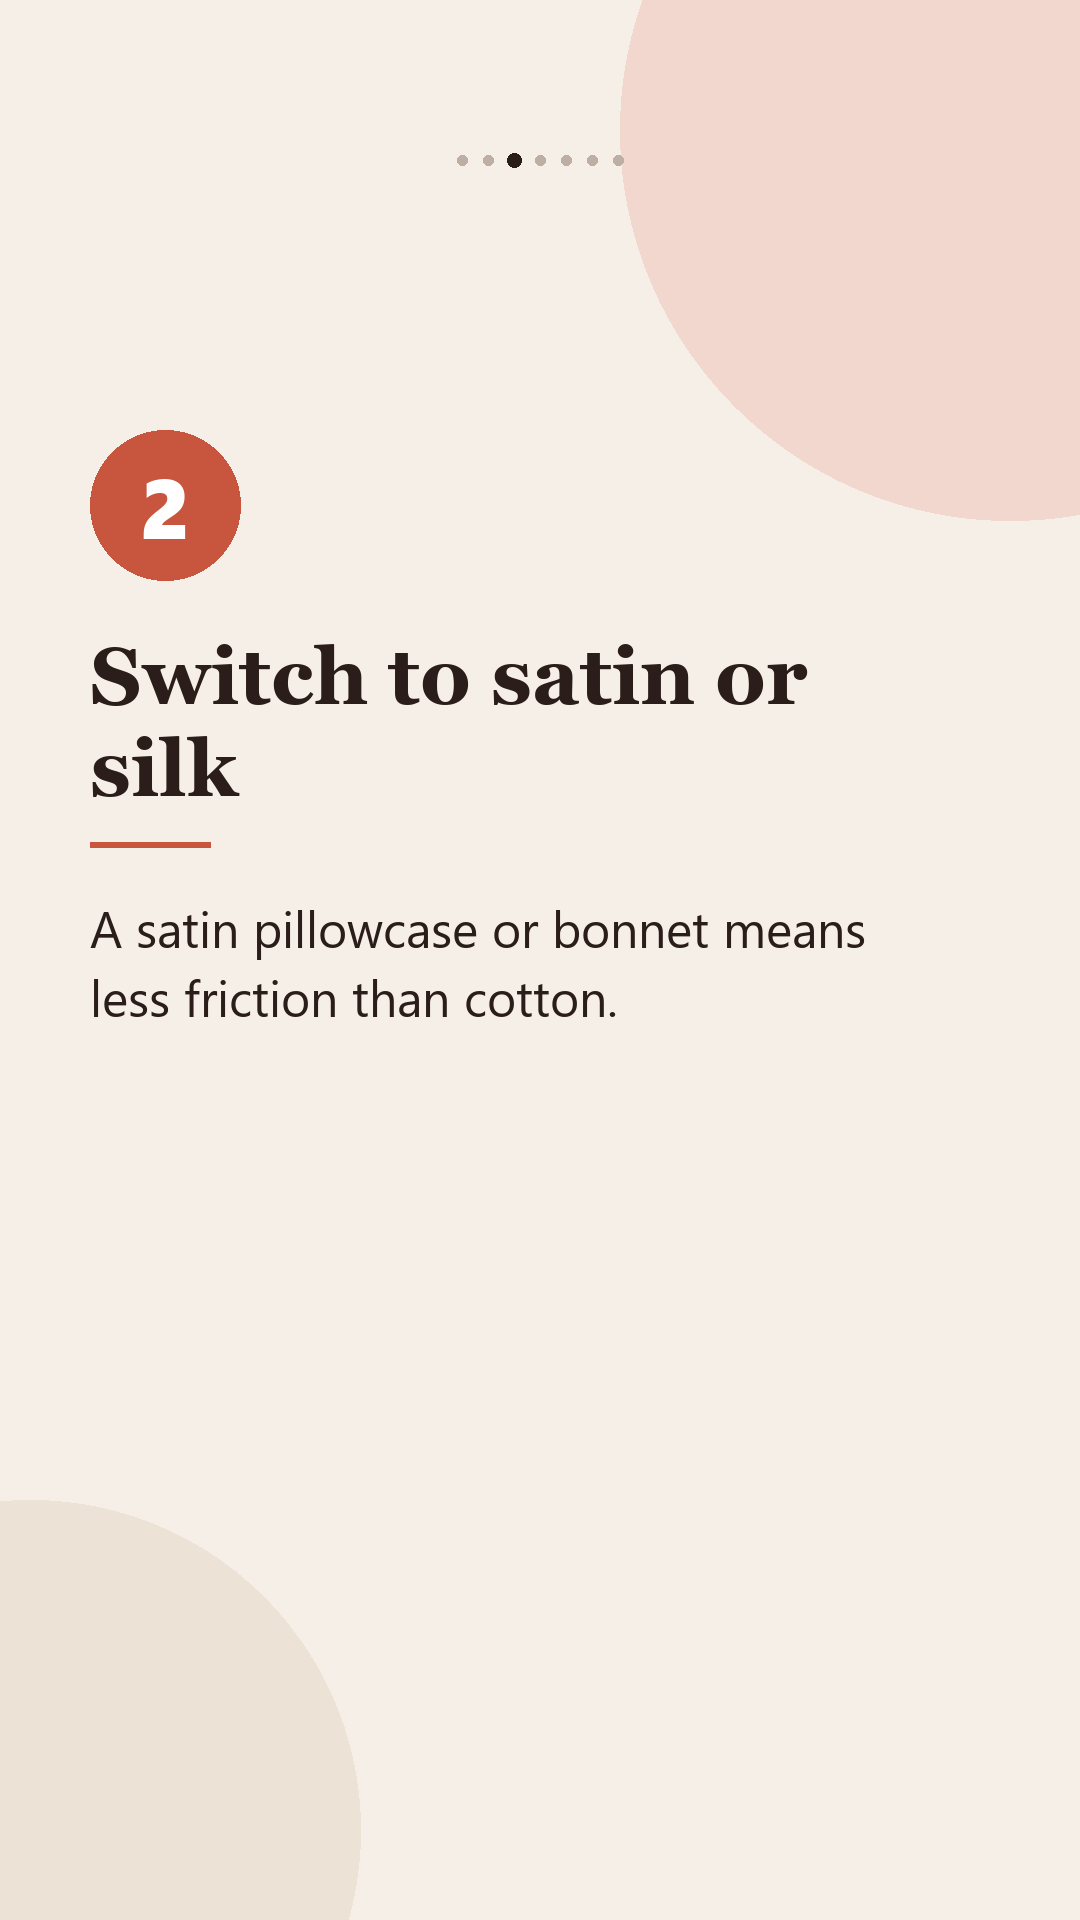 2
Switch to satin or
silk
A satin pillowcase or bonnet means
less friction than cotton.